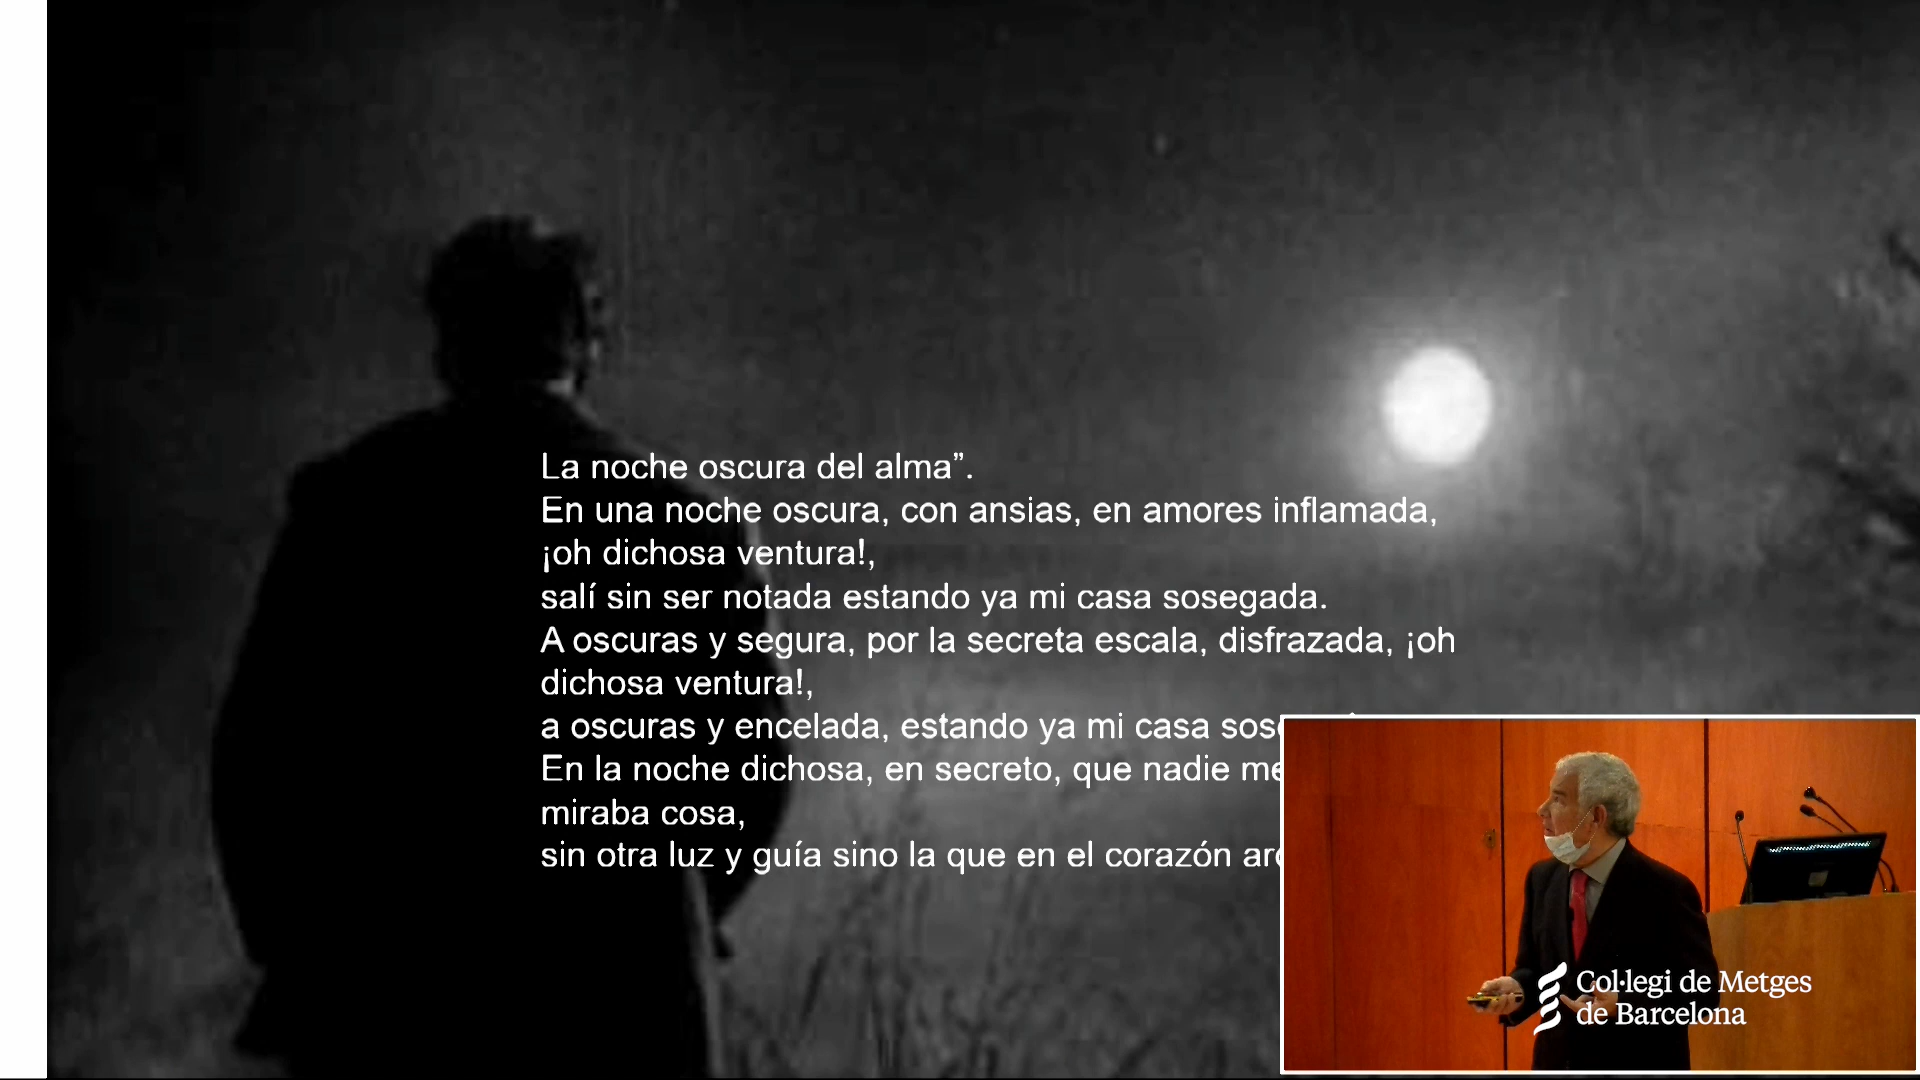 La noche oscura del alma”.
En una noche oscura, con ansias, en amores inflamada,
¡oh dichosa ventura!,
salí sin ser notada estando ya mi casa sosegada.
A oscuras y segura, por la secreta escala, disfrazada, ¡oh
dichosa ventura!,
a oscuras y encelada, estando ya mi casa
En la noche dichosa, en secreto, que nadie me
miraba cosa,
sin otra luz y guía sino la que en el corazón
Col·legi de Metges
de Barcelona